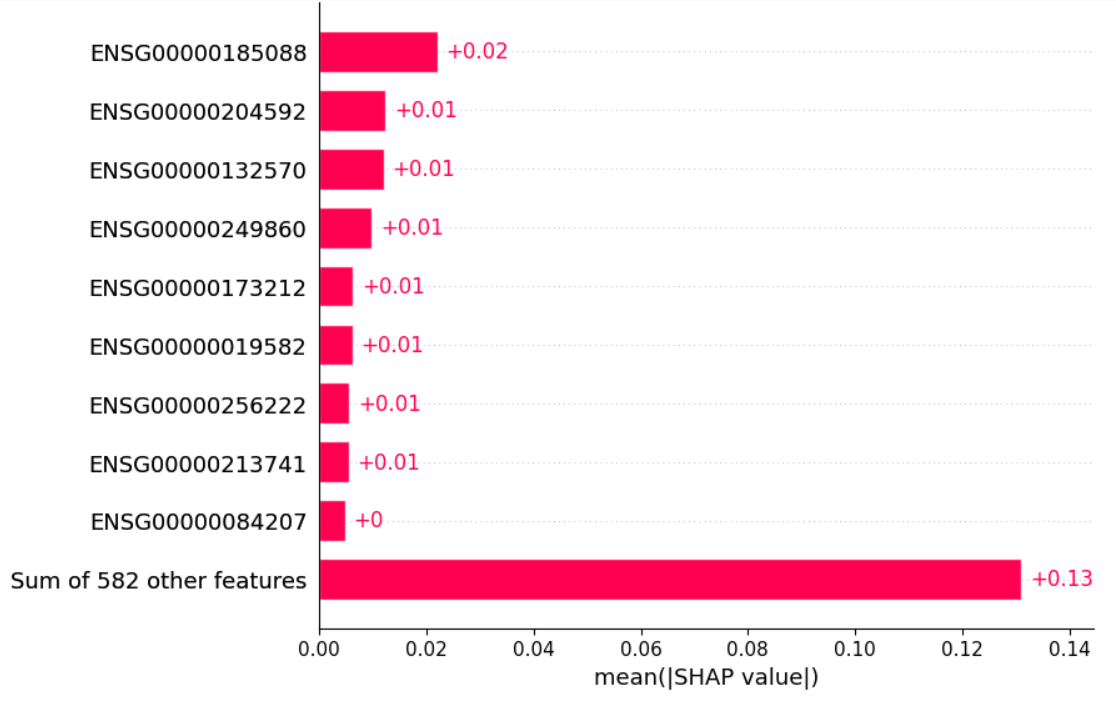 ENSG00000185088 +0.02
ENSG00000204592 +0.01
ENSG00000132570 +0.01
ENSG00000249860 +0.01
ENSG00000173212 +0.01
ENSG00000019582 +0.01
ENSG00000256222 +0.01
ENSG00000213741 +0.01
ENSG00000084207 +0
Sum of 582 other features +0.13
0.00 0.02 0.04 0.06 0.08 0.10 0.12 0.14
mean(|SHAP value|)